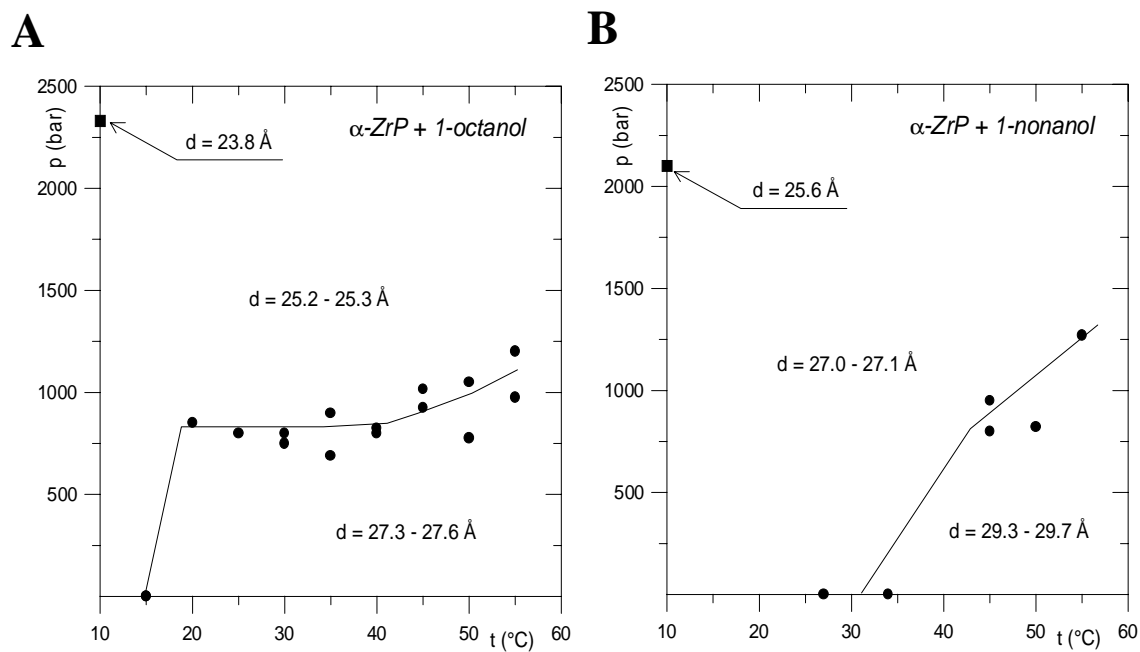 A
2500
2000
1500
1000
500
p (bar)
α-ZrP + 1-octanol
d = 23.8 Å
d = 25.2 - 25.3 Å
d = 27.3 - 27.6 Å
10 20 30 40 50 60
t (°C)
B
2500
2000
1500
1000
500
p (bar)
α-ZrP + 1-nonanol
d = 25.6 Å
d = 27.0 - 27.1 Å
d = 29.3 - 29.7 Å
10 20 30 40 50 60
t (°C)